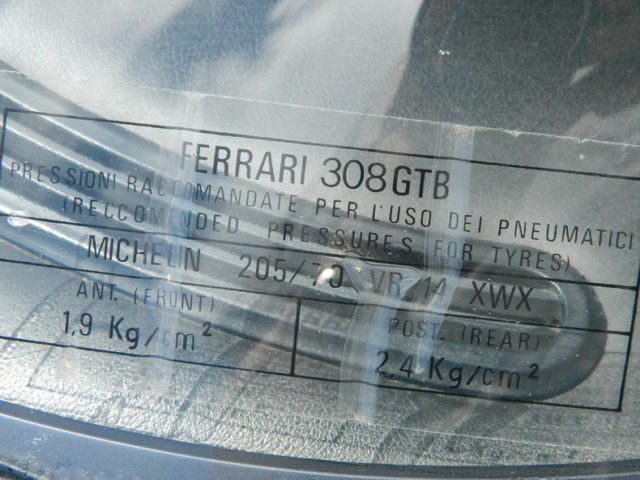 FERRARI 308 GTB
PRESSIONI RACCOMANDATE PER L'USO DEI PNEUMATICI
(RECCOMENDED PRESSURES FOR TYRES)
MICHELIN 205/70 VR 14 XWX
ANT. (FRONT)
1,9 Kg/cm²
POST. (REAR)
2,4 Kg/cm²